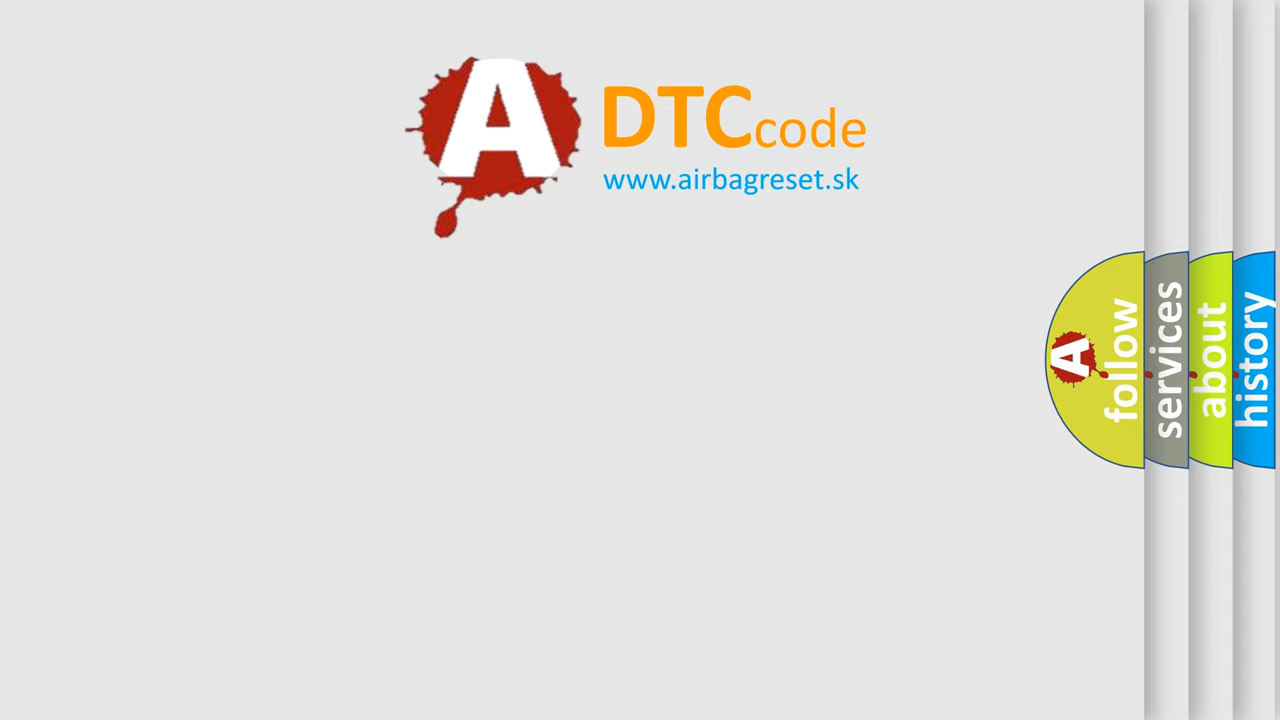 A
DTCcode
www.airbagreset.sk
A
follow
services
about
history